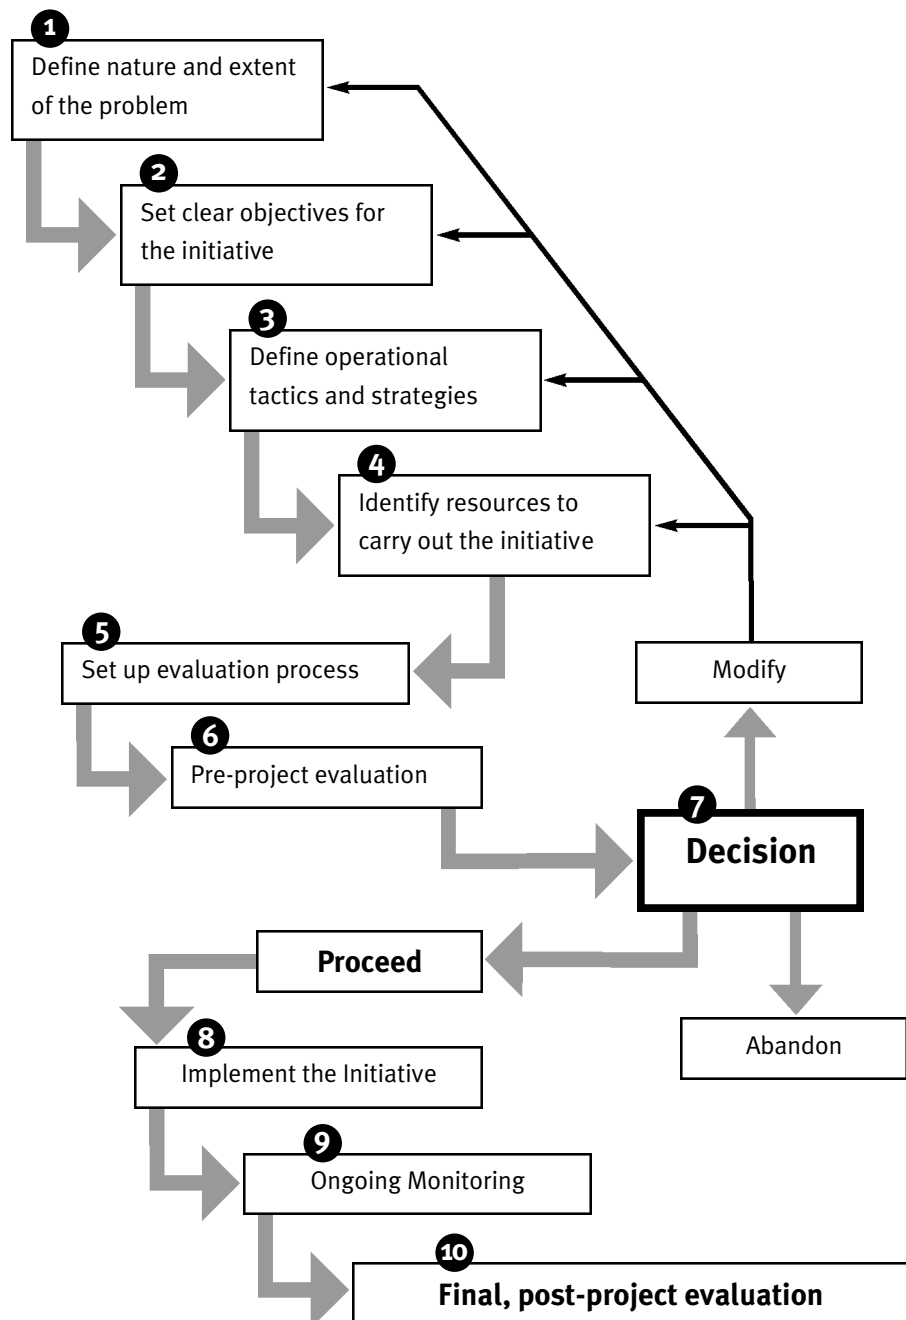 1
Define nature and extent
of the problem
2
Set clear objectives for
the initiative
3
Define operational
tactics and strategies
4
Identify resources to
carry out the initiative
5
Set up evaluation process
Modify
6
Pre-project evaluation
7
Decision
Proceed
Abandon
8
Implement the Initiative
9
Ongoing Monitoring
10
Final, post-project evaluation